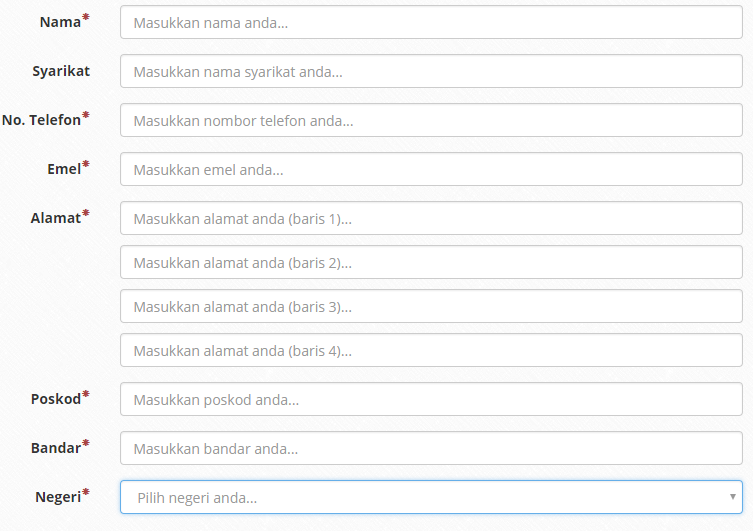 Nama* Masukkan nama anda...
Syarikat Masukkan nama syarikat anda...
No. Telefon* Masukkan nombor telefon anda...
Emel* Masukkan emel anda...
Alamat* Masukkan alamat anda (baris 1)...
Masukkan alamat anda (baris 2)...
Masukkan alamat anda (baris 3)...
Masukkan alamat anda (baris 4)...
Poskod* Masukkan poskod anda...
Bandar* Masukkan bandar anda...
Negeri* Pilih negeri anda...